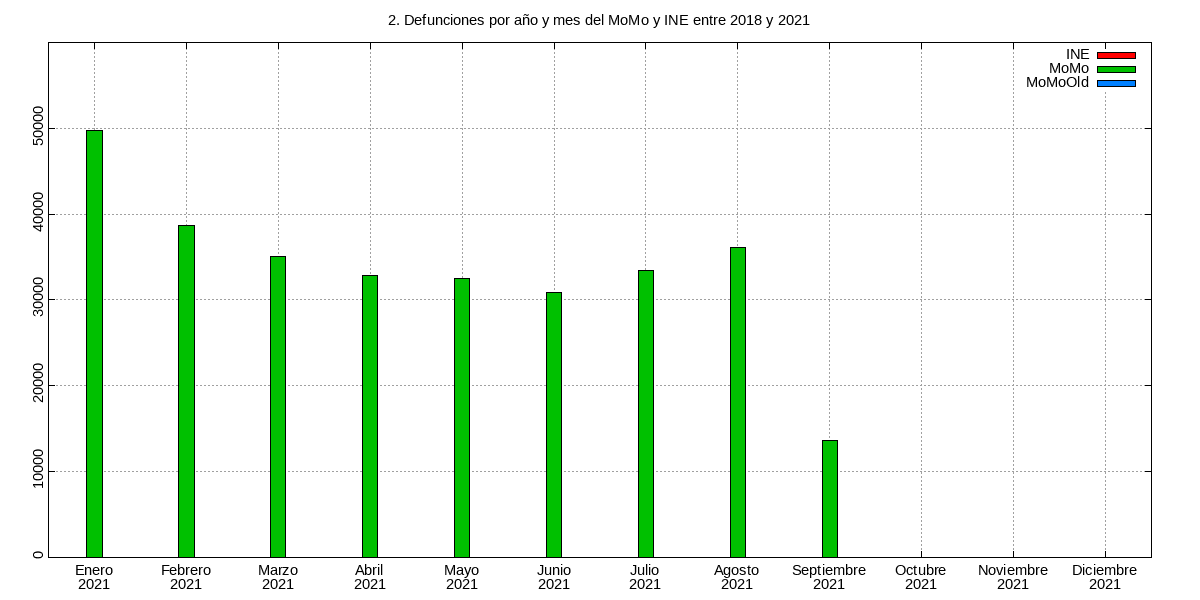 2. Defunciones por año y mes del MoMo y INE entre 2018 y 2021
INE
MoMo
MoMoOld
50000
40000
30000
20000
10000
0
Enero Febrero Marzo Abril Mayo Junio Julio Agosto Septiembre Octubre Noviembre Diciembre
2021 2021 2021 2021 2021 2021 2021 2021 2021 2021 2021 2021